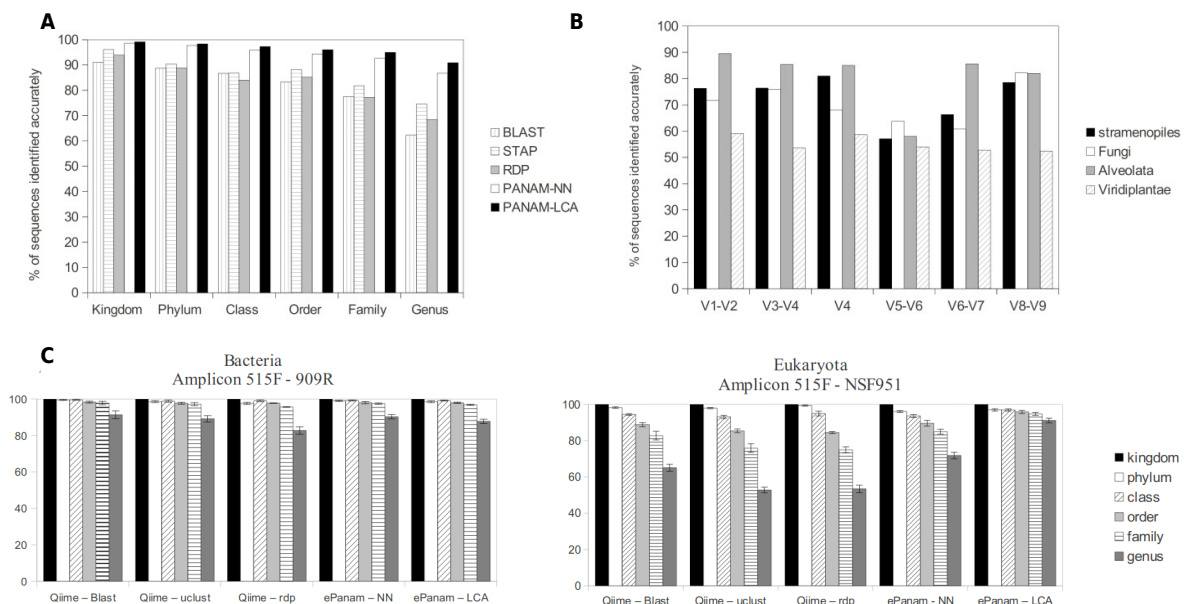 A
% of sequences identified accurately
100
90
80
70
60
50
40
30
20
10
0
Kingdom Phylum Class Order Family Genus
BLAST
STAP
RDP
PANAM-NN
PANAM-LCA
B
% of sequences identified accurately
100
90
80
70
60
50
40
30
20
10
0
V1-V2 V3-V4 V4 V5-V6 V6-V7 V8-V9
stramenopiles
Fungi
Alveolata
Viridiplantae
C
Bacteria
Amplicon 515F - 909R
100
80
60
40
20
0
Qiime – Blast Qiime – uclust Qiime – rdp ePanam – NN ePanam – LCA
Eukaryota
Amplicon 515F - NSF951
100
80
60
40
20
0
Qiime – Blast Qiime – uclust Qiime – rdp ePanam - NN ePanam – LCA
kingdom
phylum
class
order
family
genus